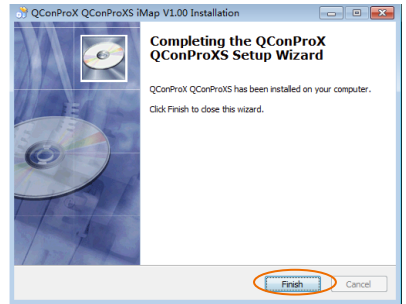 QConProX QConProXS iMap V1.00 Installation
Completing the QConProX
QConProXS Setup Wizard
QConProX QConProXS has been installed on your computer.
Click Finish to close this wizard.
Finish
Cancel